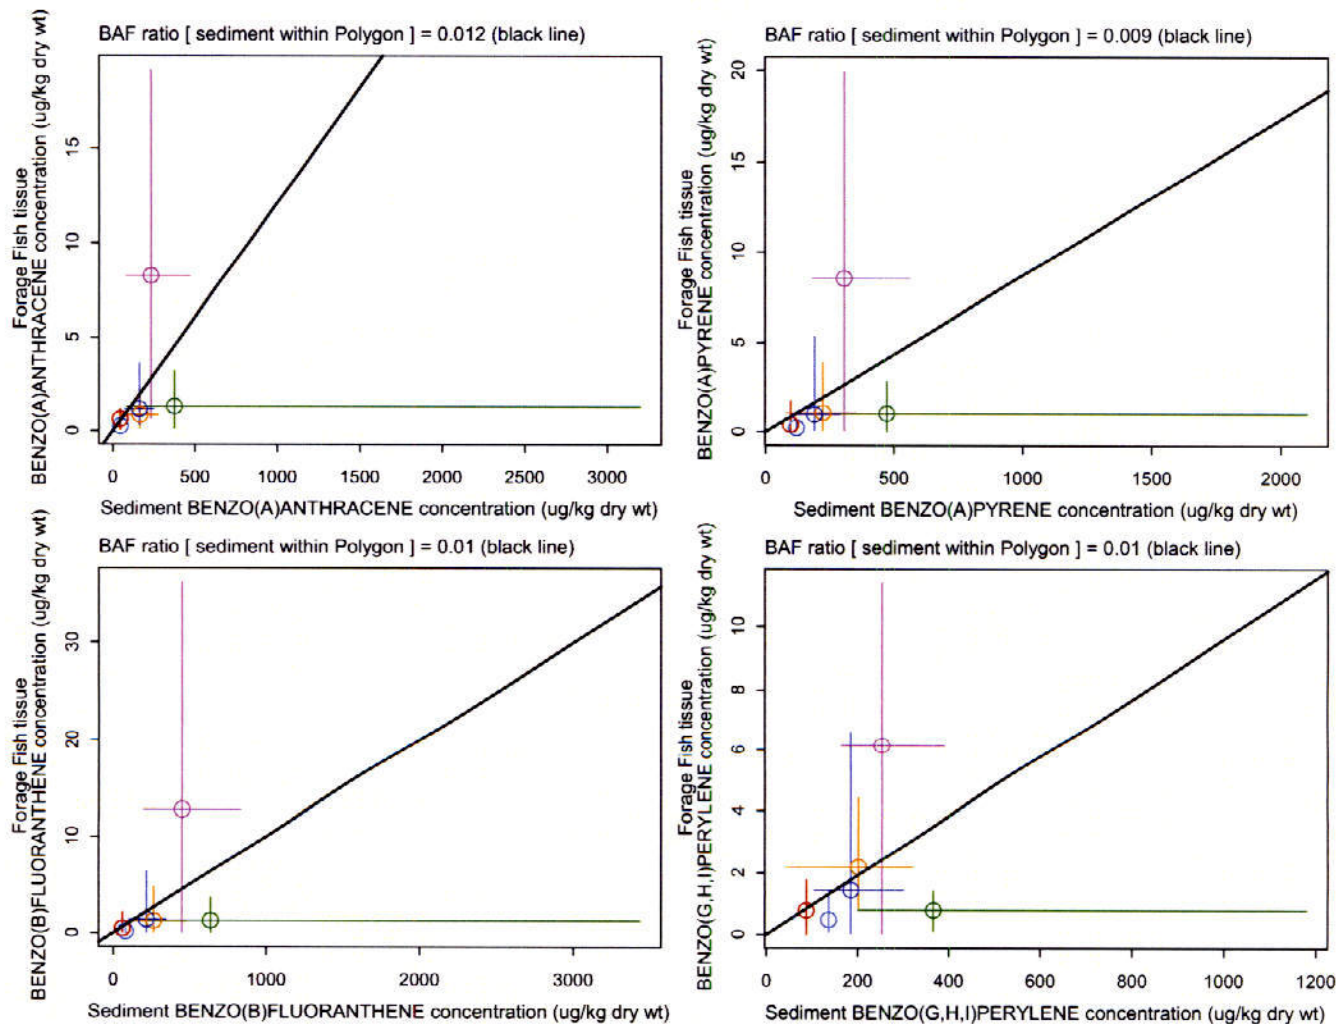 BAF ratio [ sediment within Polygon ] = 0.012 (black line)
Forage Fish tissue
BENZO(A)ANTHRACENE concentration (ug/kg dry wt)
0 5 10 15
0 500 1000 1500 2000 2500 3000
Sediment BENZO(A)ANTHRACENE concentration (ug/kg dry wt)
BAF ratio [ sediment within Polygon ] = 0.009 (black line)
Forage Fish tissue
BENZO(A)PYRENE concentration (ug/kg dry wt)
0 5 10 15 20
0 500 1000 1500 2000
Sediment BENZO(A)PYRENE concentration (ug/kg dry wt)
BAF ratio [ sediment within Polygon ] = 0.01 (black line)
Forage Fish tissue
BENZO(B)FLUORANTHENE concentration (ug/kg dry wt)
0 10 20 30
0 1000 2000 3000
Sediment BENZO(B)FLUORANTHENE concentration (ug/kg dry wt)
BAF ratio [ sediment within Polygon ] = 0.01 (black line)
Forage Fish tissue
BENZO(G,H,I)PERYLENE concentration (ug/kg dry wt)
0 2 4 6 8 10
0 200 400 600 800 1000 1200
Sediment BENZO(G,H,I)PERYLENE concentration (ug/kg dry wt)